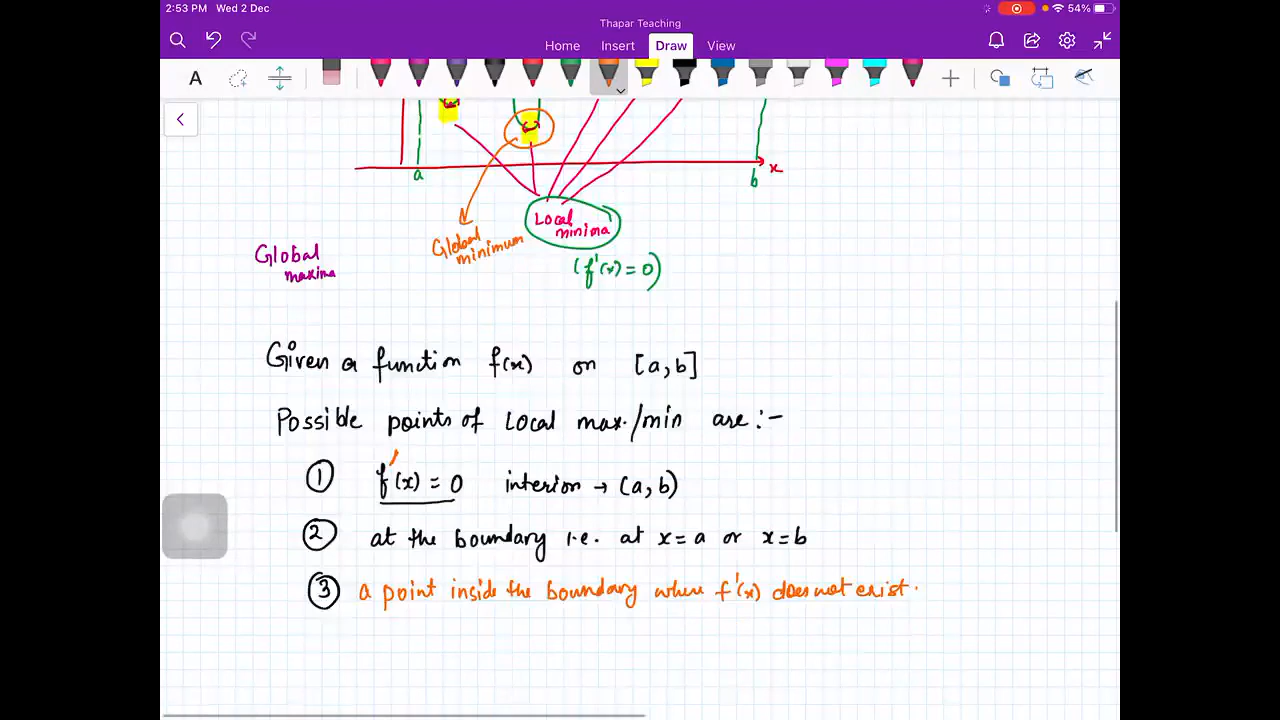 2:53 PM Wed 2 Dec
54%
Thapar Teaching
Home Insert Draw View
A
a
b
x
Local
minima
Global
minimum
(f'(x) = 0)
Global
maxima
Given a function f(x) on [a, b]
Possible points of Local max./min are :-
① f'(x) = 0 interior → (a, b)
② at the boundary i.e. at x = a or x = b
③ a point inside the boundary where f'(x) does not exist.